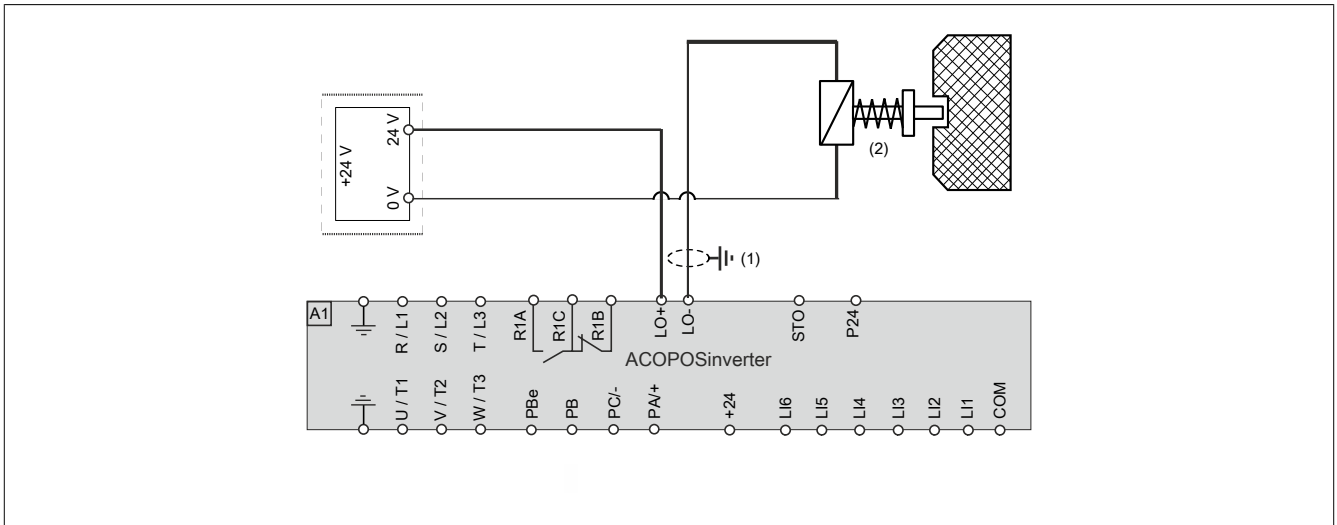 +24 V
24 V
0 V
(2)
(1)
A1
R / L1
S / L2
T / L3
R1A
R1C
R1B
LO+
LO-
STO
P24
ACOPOSinverter
U / T1
V / T2
W / T3
PBe
PB
PC/-
PA/+
+24
LI6
LI5
LI4
LI3
LI2
LI1
COM